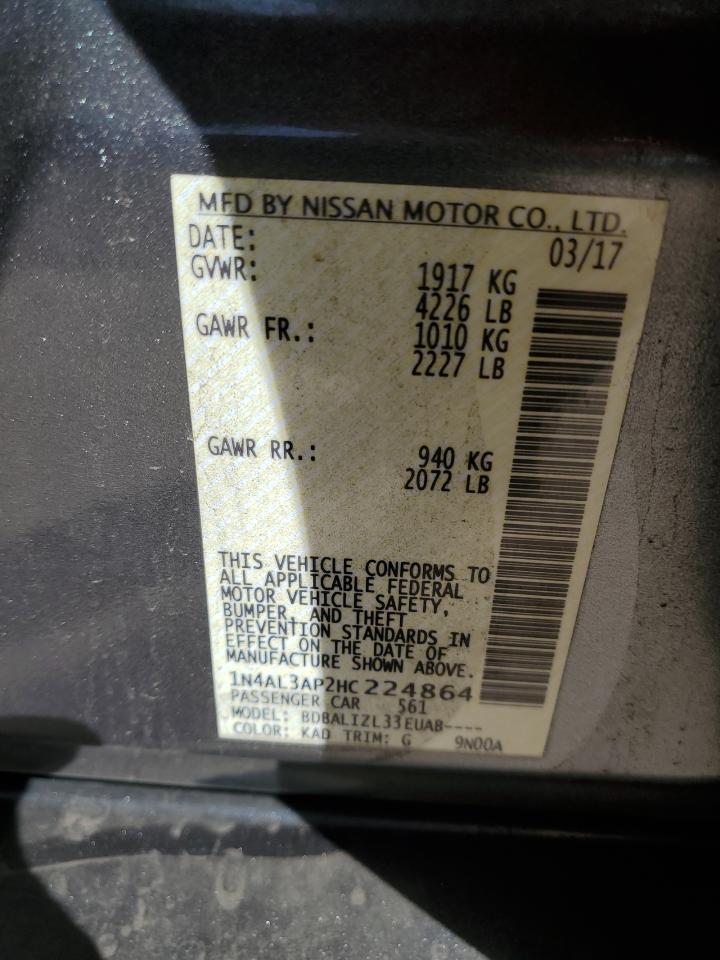 MFD BY NISSAN MOTOR CO., LTD.
DATE: 03/17
GVWR: 1917 KG
4226 LB
GAWR FR.: 1010 KG
2227 LB
GAWR RR.: 940 KG
2072 LB
THIS VEHICLE CONFORMS TO
ALL APPLICABLE FEDERAL
MOTOR VEHICLE SAFETY,
BUMPER, AND THEFT
PREVENTION STANDARDS IN
EFFECT ON THE DATE OF
MANUFACTURE SHOWN ABOVE.
1N4AL3AP2HC224864
PASSENGER CAR 561
MODEL: BDBALIZL33EUAB----
COLOR: KAD TRIM: G 9N00A